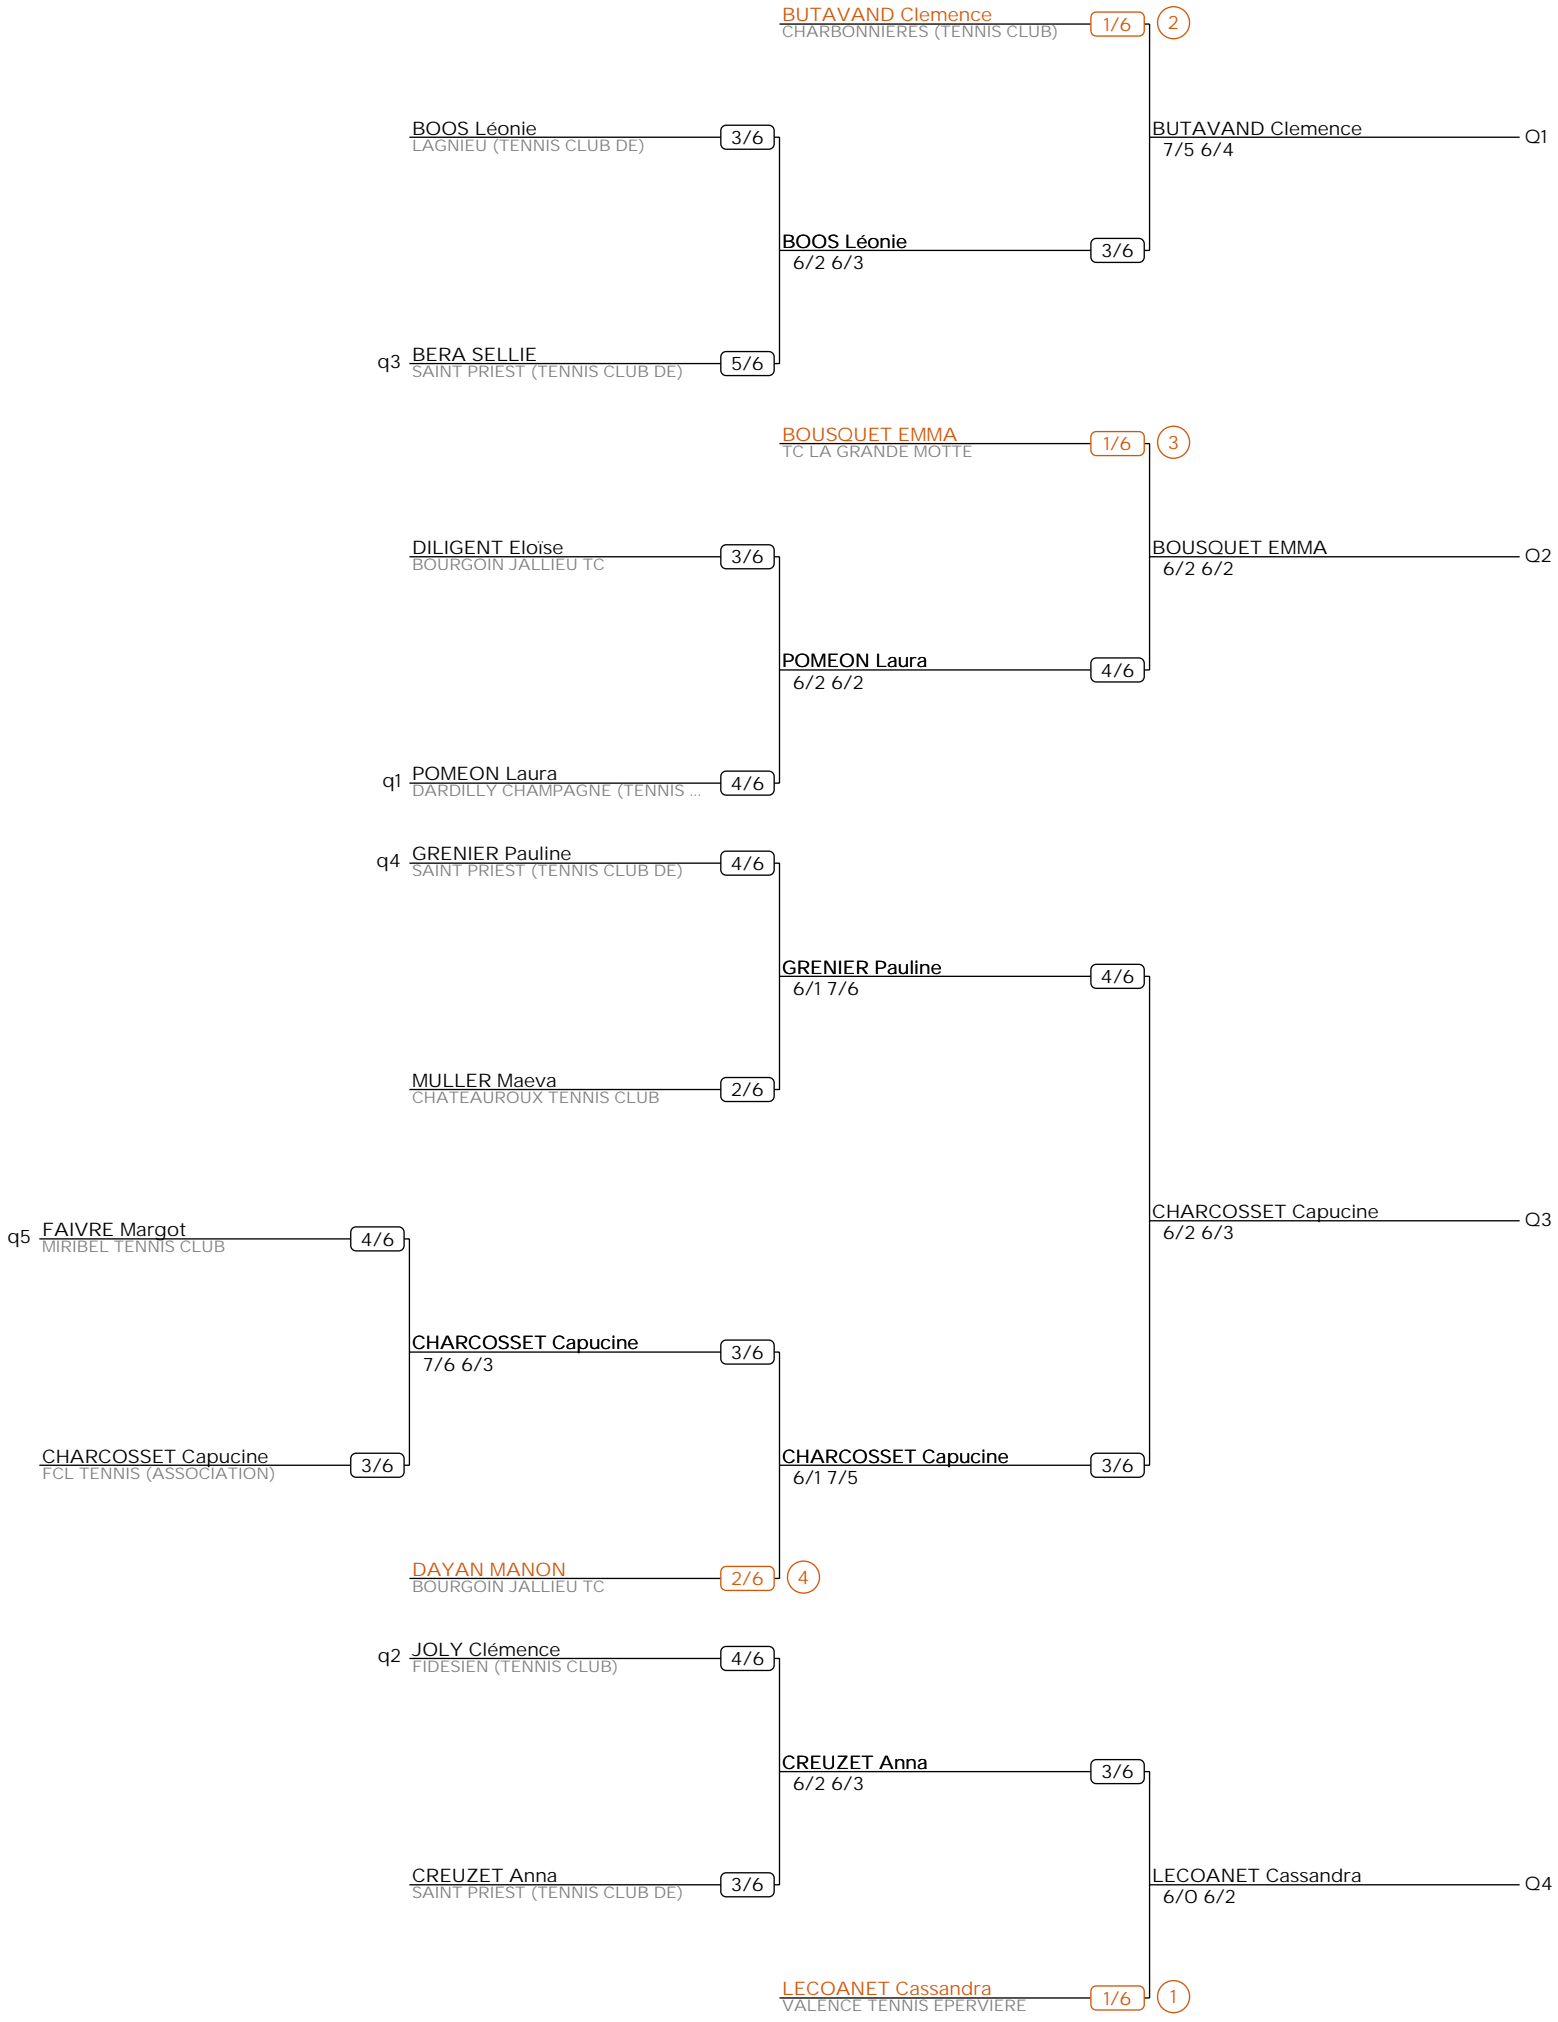 BUTAVAND Clemence 1/6 2
CHARBONNIERES (TENNIS CLUB)
BOOS Léonie 3/6
LAGNIEU (TENNIS CLUB DE)
BUTAVAND Clemence Q1
7/5 6/4
BOOS Léonie 3/6
6/2 6/3
q3 BERA SELLIE 5/6
SAINT PRIEST (TENNIS CLUB DE)
BOUSQUET EMMA 1/6 3
TC LA GRANDE MOTTE
DILIGENT Eloïse 3/6
BOURGOIN JALLIEU TC
BOUSQUET EMMA Q2
6/2 6/2
POMEON Laura 4/6
6/2 6/2
q1 POMEON Laura 4/6
DARDILLY CHAMPAGNE (TENNIS ...
q4 GRENIER Pauline 4/6
SAINT PRIEST (TENNIS CLUB DE)
GRENIER Pauline 4/6
6/1 7/6
MULLER Maeva 2/6
CHATEAUROUX TENNIS CLUB
CHARCOSSET Capucine Q3
6/2 6/3
q5 FAIVRE Margot 4/6
MIRIBEL TENNIS CLUB
CHARCOSSET Capucine 3/6
7/6 6/3
CHARCOSSET Capucine 3/6
FCL TENNIS (ASSOCIATION)
CHARCOSSET Capucine 3/6
6/1 7/5
DAYAN MANON 2/6 4
BOURGOIN JALLIEU TC
q2 JOLY Clémence 4/6
FIDESIEN (TENNIS CLUB)
CREUZET Anna 3/6
6/2 6/3
CREUZET Anna 3/6
SAINT PRIEST (TENNIS CLUB DE)
LECOANET Cassandra Q4
6/0 6/2
LECOANET Cassandra 1/6 1
VALENCE TENNIS EPERVIERE